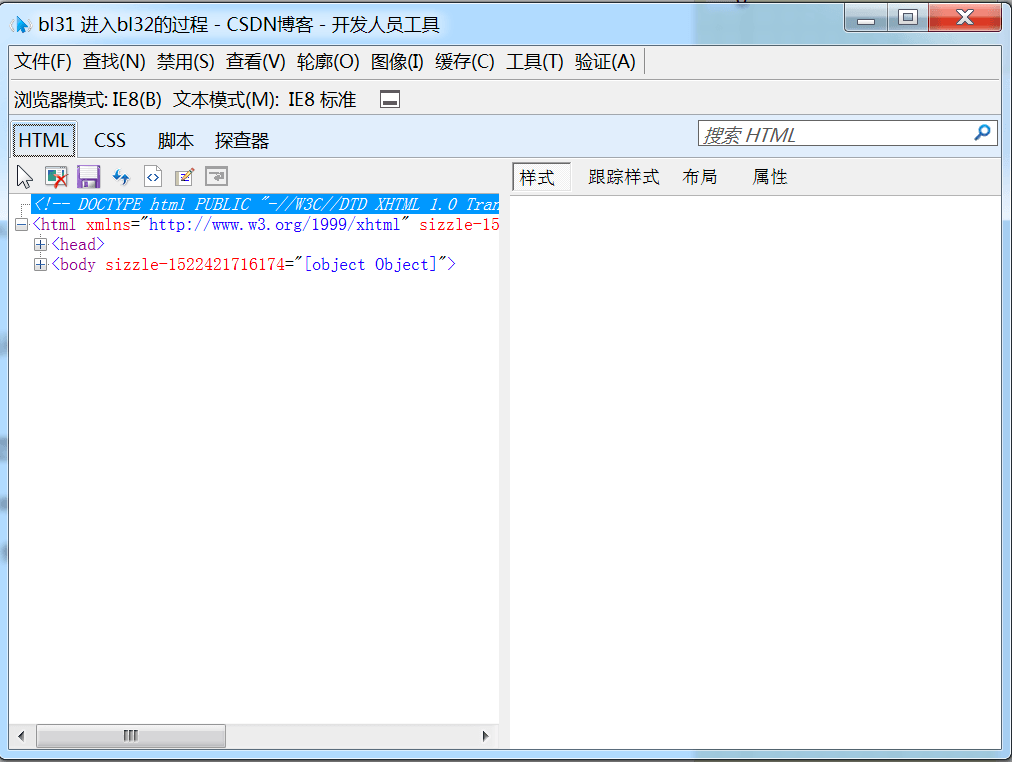 bl31 进入bl32的过程 - CSDN博客 - 开发人员工具
文件(F) 查找(N) 禁用(S) 查看(V) 轮廓(O) 图像(I) 缓存(C) 工具(T) 验证(A)
浏览器模式: IE8(B) 文本模式(M): IE8 标准
HTML CSS 脚本 探查器 搜索 HTML
样式 跟踪样式 布局 属性
<!-- DOCTYPE html PUBLIC "-//W3C//DTD XHTML 1.0 Tran
<html xmlns="http://www.w3.org/1999/xhtml" sizzle-15
<head>
<body sizzle-1522421716174="[object Object]">